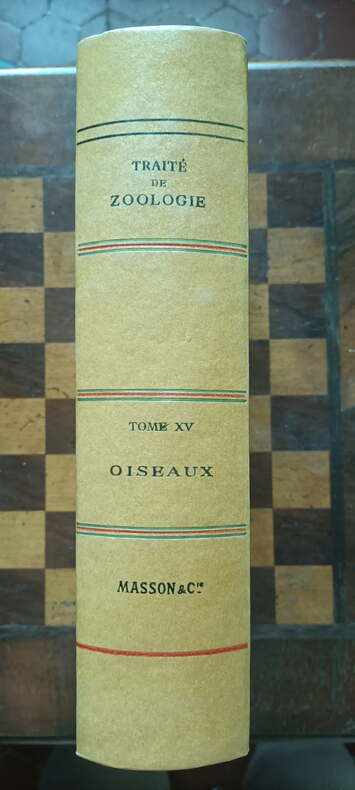 TRAITÉ
DE
ZOOLOGIE
TOME XV
OISEAUX
MASSON & Cie